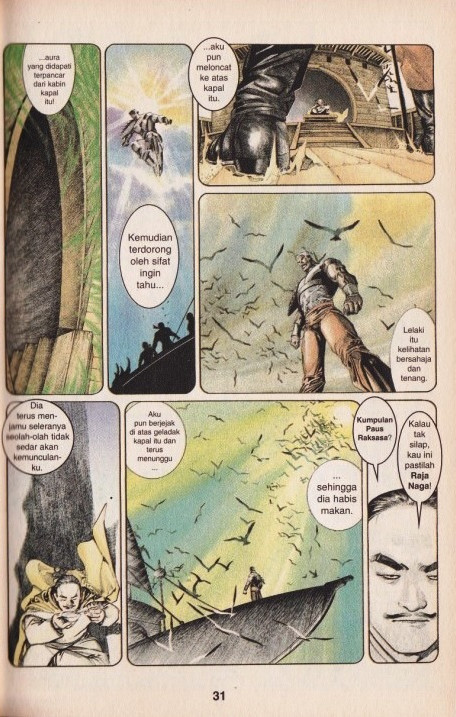 ...aura
yang didapati
terpancar
dari kabin
kapal
itu!
Kemudian
terdorong
oleh sifat
ingin
tahu...
...aku
pun
meloncat
ke atas
kapal
itu.
Lelaki
itu
kelihatan
bersahaja
dan
tenang.
Dia
terus men-
jamu seleranya
seolah-olah tidak
sedar akan
kemunculan-
ku.
Aku
pun berjejak
di atas geladak
kapal itu dan
terus
menunggu
...
...
sehingga
dia habis
makan.
Kumpulan
Paus
Raksasa?
Kalau
tak
silap,
kau ini
pastilah
Raja
Naga!
31